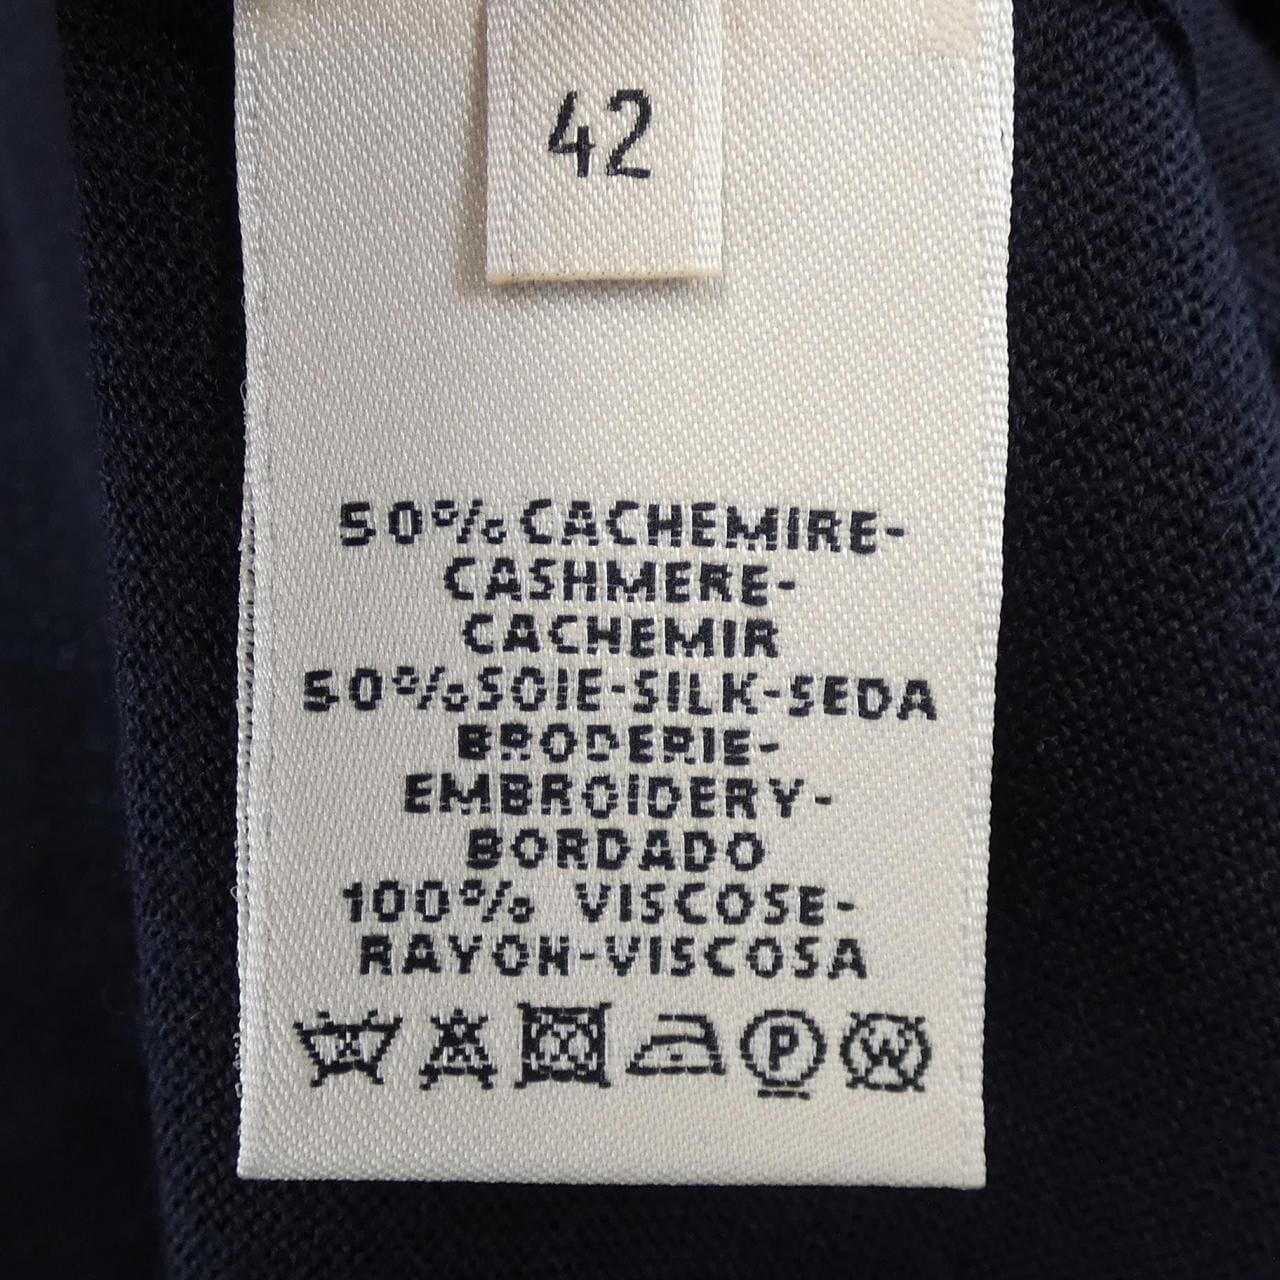 42
50% CACHEMIRE-
CASHMERE-
CACHEMIR
50% SOIE-SILK-SEDA
BRODERIE-
EMBROIDERY-
BORDADO
100% VISCOSE-
RAYON-VISCOSA
P W